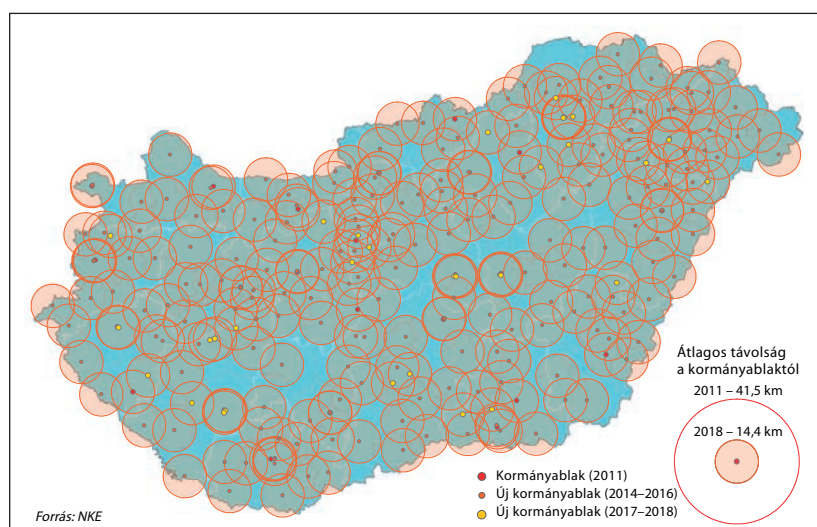 Átlagos távolság
a kormányablaktól
2011 – 41,5 km
2018 – 14,4 km
Kormányablak (2011)
Új kormányablak (2014–2016)
Új kormányablak (2017–2018)
Forrás: NKE